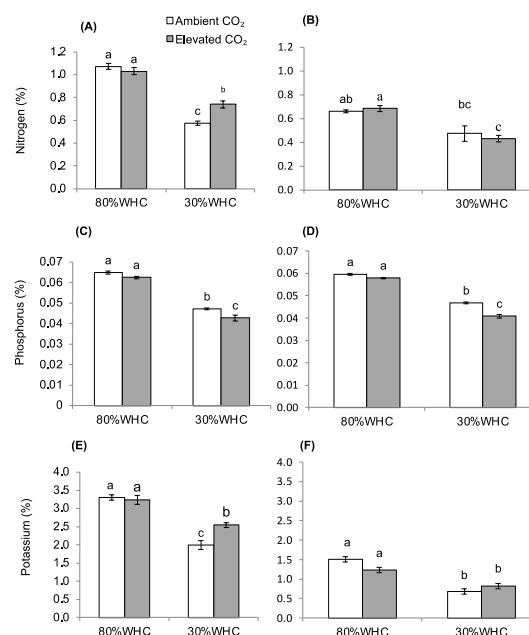 (A)
Ambient CO₂
Elevated CO₂
(B)
Nitrogen (%)
1.2
1.0
0.8
0.6
0.4
0.2
0.0
a
a
c
b
80%WHC
30%WHC
1.2
1.0
0.8
0.6
0.4
0.2
0.0
ab
a
bc
c
80%WHC
30%WHC
(C)
(D)
Phosphorus (%)
0.07
0.06
0.05
0.04
0.03
0.02
0.01
0
a
a
b
c
80%WHC
30%WHC
0.07
0.06
0.05
0.04
0.03
0.02
0.01
0.00
a
a
b
c
80%WHC
30%WHC
(E)
(F)
Potassium (%)
4.0
3.5
3.0
2.5
2.0
1.5
1.0
0.5
0.0
a
a
c
b
80%WHC
30%WHC
4.0
3.5
3.0
2.5
2.0
1.5
1.0
0.5
0.0
a
a
b
b
80%WHC
30%WHC